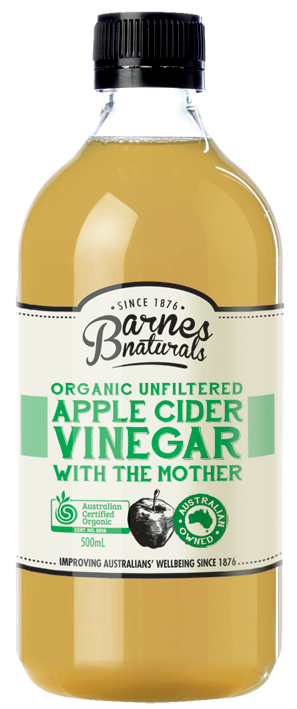 • SINCE 1876 •
Barnes
naturals
ORGANIC UNFILTERED
APPLE CIDER
VINEGAR
WITH THE MOTHER
Australian
Certified
Organic
500mL
AUSTRALIAN
OWNED
IMPROVING AUSTRALIANS' WELLBEING SINCE 1876